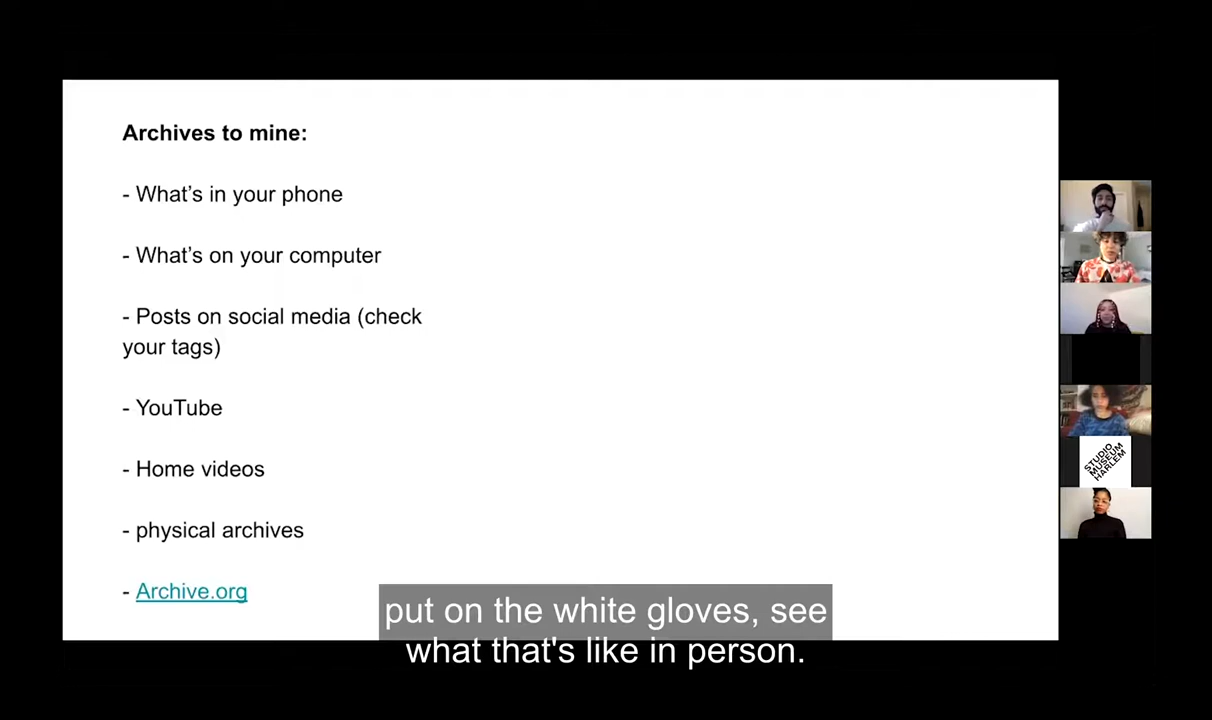 Archives to mine:
- What’s in your phone
- What’s on your computer
- Posts on social media (check
your tags)
- YouTube
- Home videos
- physical archives
- Archive.org
put on the white gloves, see
what that's like in person.
STUDIO
MUSEUM
HARLEM